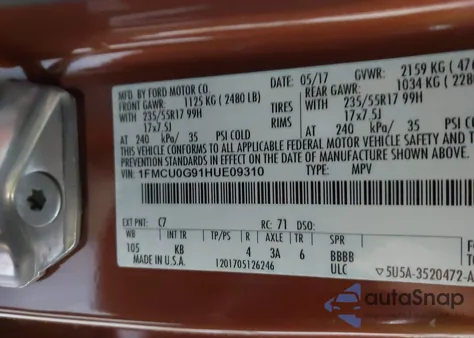 MFD. BY FORD MOTOR CO.
DATE: 05/17 GVWR: 2159 KG
FRONT GAWR: REAR GAWR:
1125 KG ( 2480 LB) 1034 KG
235/55R17 99H TIRES 235/55R17 99H
17x7.5J RIMS 17x7.5J
AT 240 kPa/ 35 PSI COLD AT 240 kPa/ 35 PSI COLD
THIS VEHICLE CONFORMS TO ALL APPLICABLE FEDERAL MOTOR VEHICLE SAFETY AND
PREVENTION STANDARDS IN EFFECT ON THE DATE OF MANUFACTURE SHOWN
VIN: 1FMCU0G91HUE09310 TYPE: MPV
EXT PNT: C7 RC: 71 DSO:
WB INT TR TP/PS R AXLE TR SPR
105 KB 4 3A 6 BBBB
MADE IN U.S.A. 1201705126246 ULC 5U5A-3520472-A
autoSnap